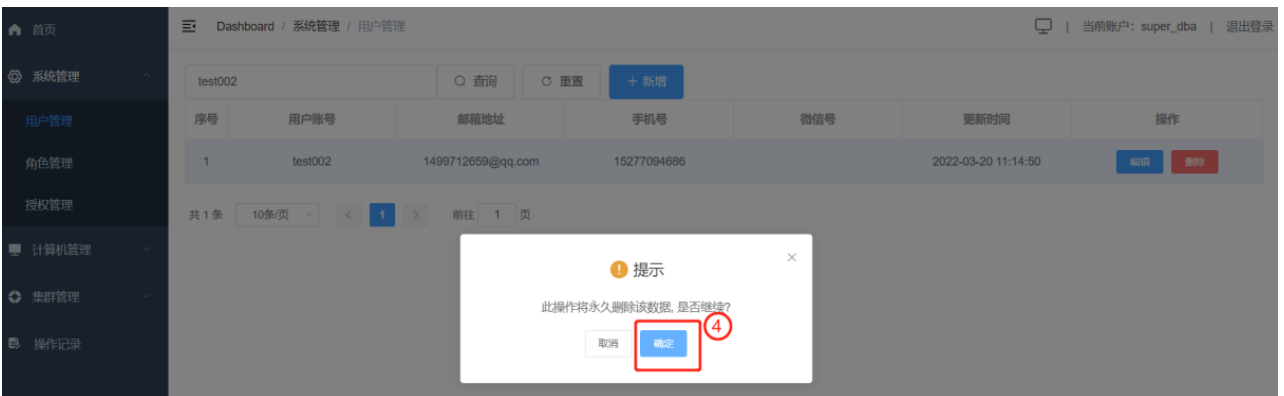 首页
Dashboard / 系统管理 / 用户管理
| 当前账户：super_dba | 退出登录
系统管理
test002
查询
重置
+ 新增
用户管理
序号 用户账号 邮箱地址 手机号 微信号 更新时间 操作
角色管理
1 test002 1499712659@qq.com 15277094686 2022-03-20 11:14:50 编辑 删除
授权管理
共 1 条 10条/页 < 1 > 前往 1 页
计算机管理
集群管理
操作记录
提示
此操作将永久删除该数据, 是否继续?
④
取消 确定